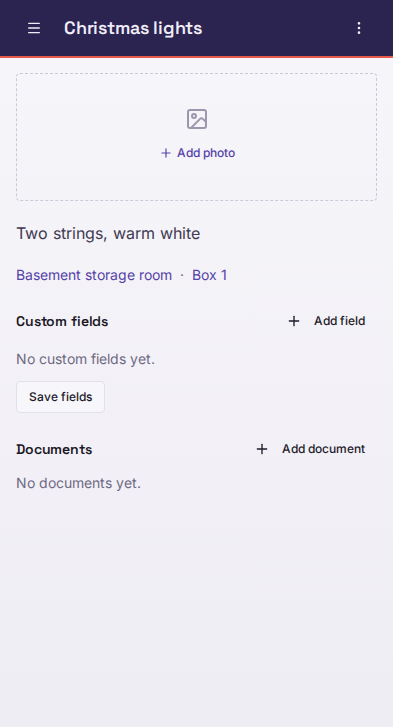 Christmas lights
Add photo
Two strings, warm white
Basement storage room · Box 1
Custom fields
Add field
No custom fields yet.
Save fields
Documents
Add document
No documents yet.